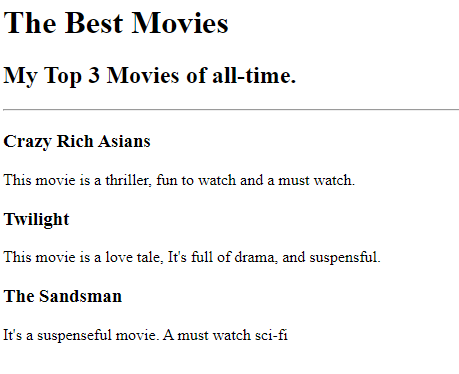 The Best Movies
My Top 3 Movies of all-time.
Crazy Rich Asians
This movie is a thriller, fun to watch and a must watch.
Twilight
This movie is a love tale, It's full of drama, and suspensful.
The Sandsman
It's a suspenseful movie. A must watch sci-fi